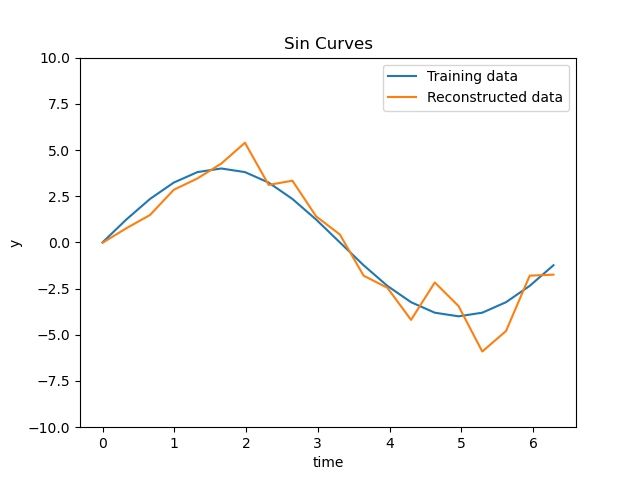 Sin Curves
Training data
Reconstructed data
10.0
7.5
5.0
2.5
0.0
−2.5
−5.0
−7.5
−10.0
y
0 1 2 3 4 5 6
time